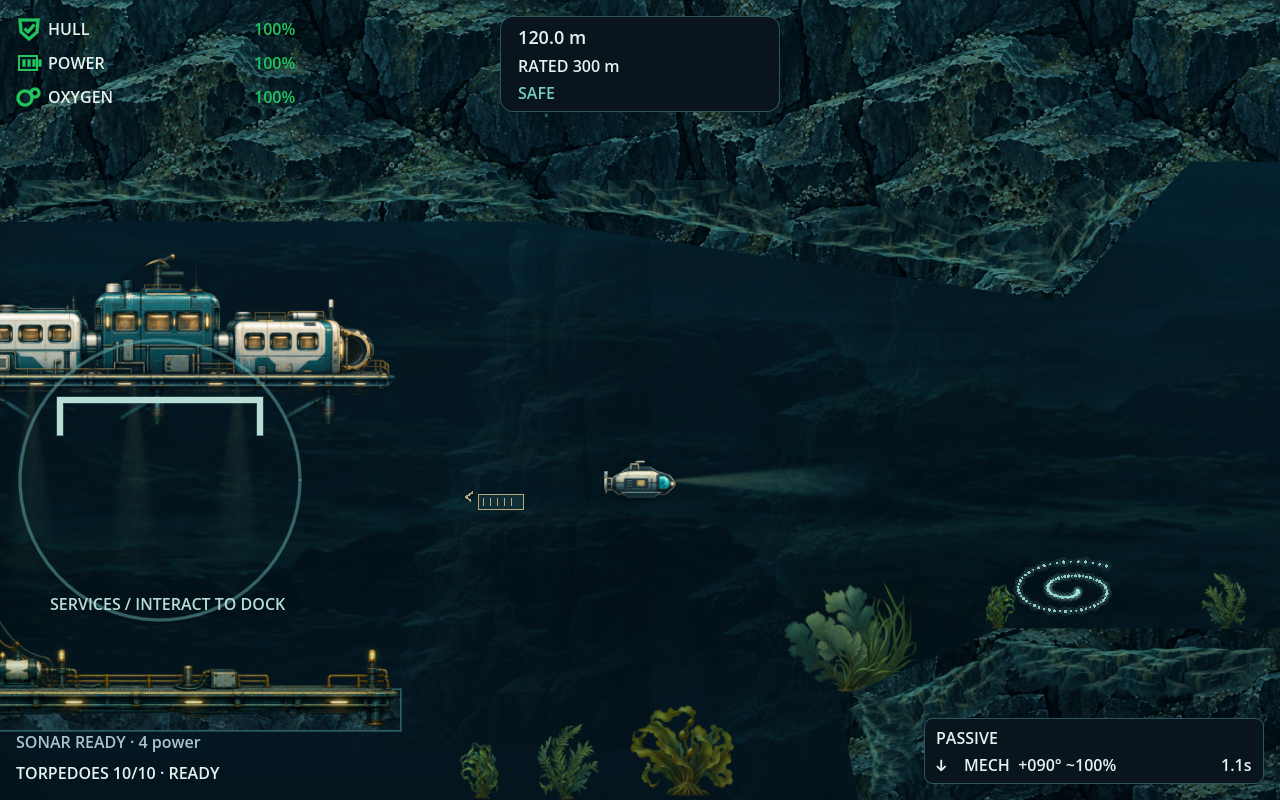 HULL 100%
POWER 100%
OXYGEN 100%
120.0 m
RATED 300 m
SAFE
SERVICES / INTERACT TO DOCK
SONAR READY · 4 power
TORPEDOES 10/10 · READY
PASSIVE
↓ MECH +090° ~100% 1.1s